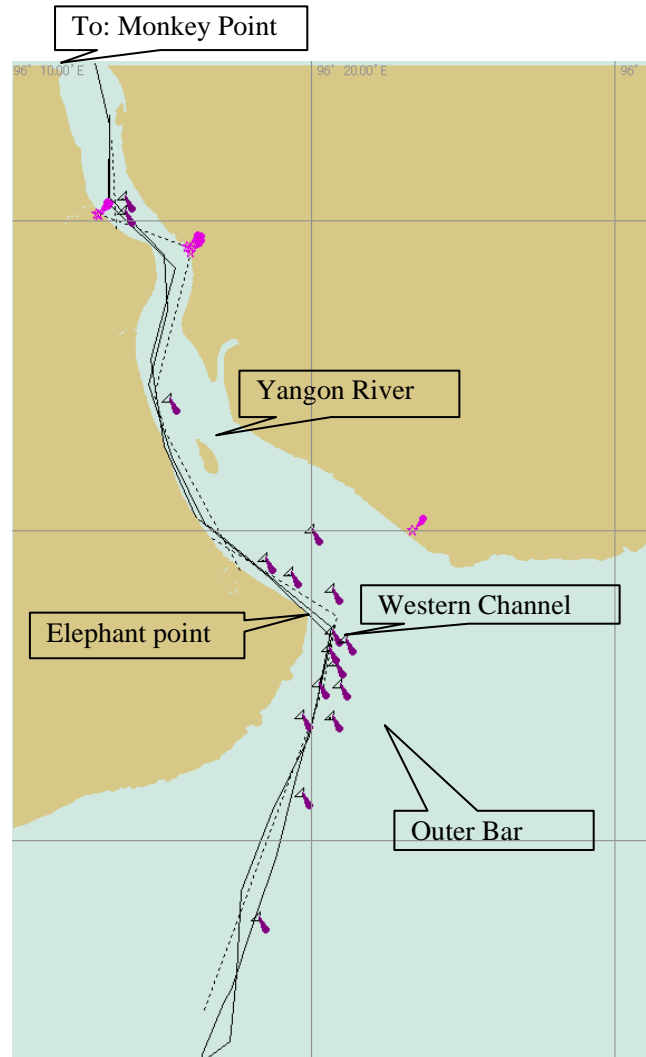 To: Monkey Point
96° 10.00' E
96° 20.00' E
96°
Yangon River
Western Channel
Elephant point
Outer Bar